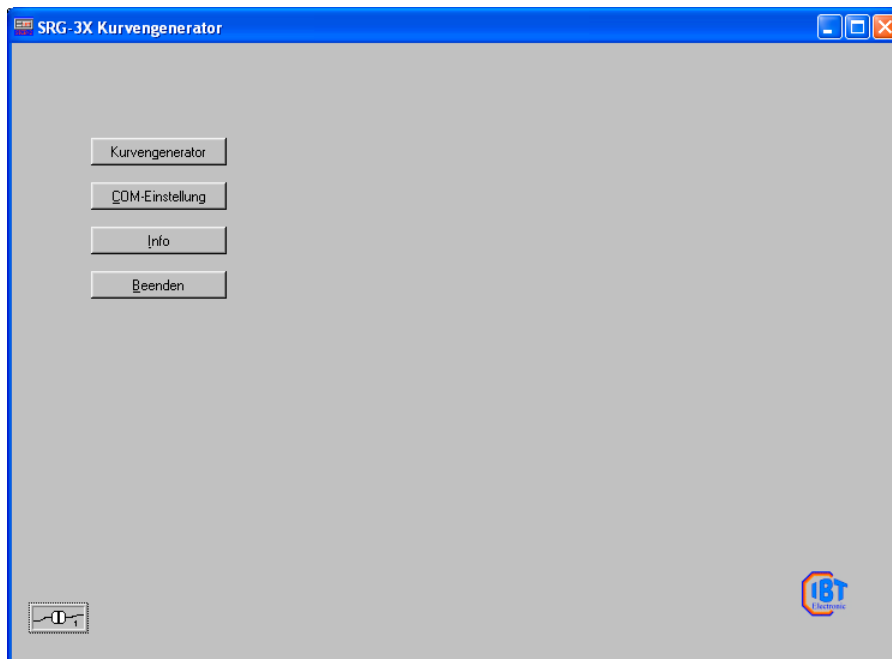 SRG-3X Kurvengenerator
Kurvengenerator
COM-Einstellung
Info
Beenden
1
IBT
Electronic